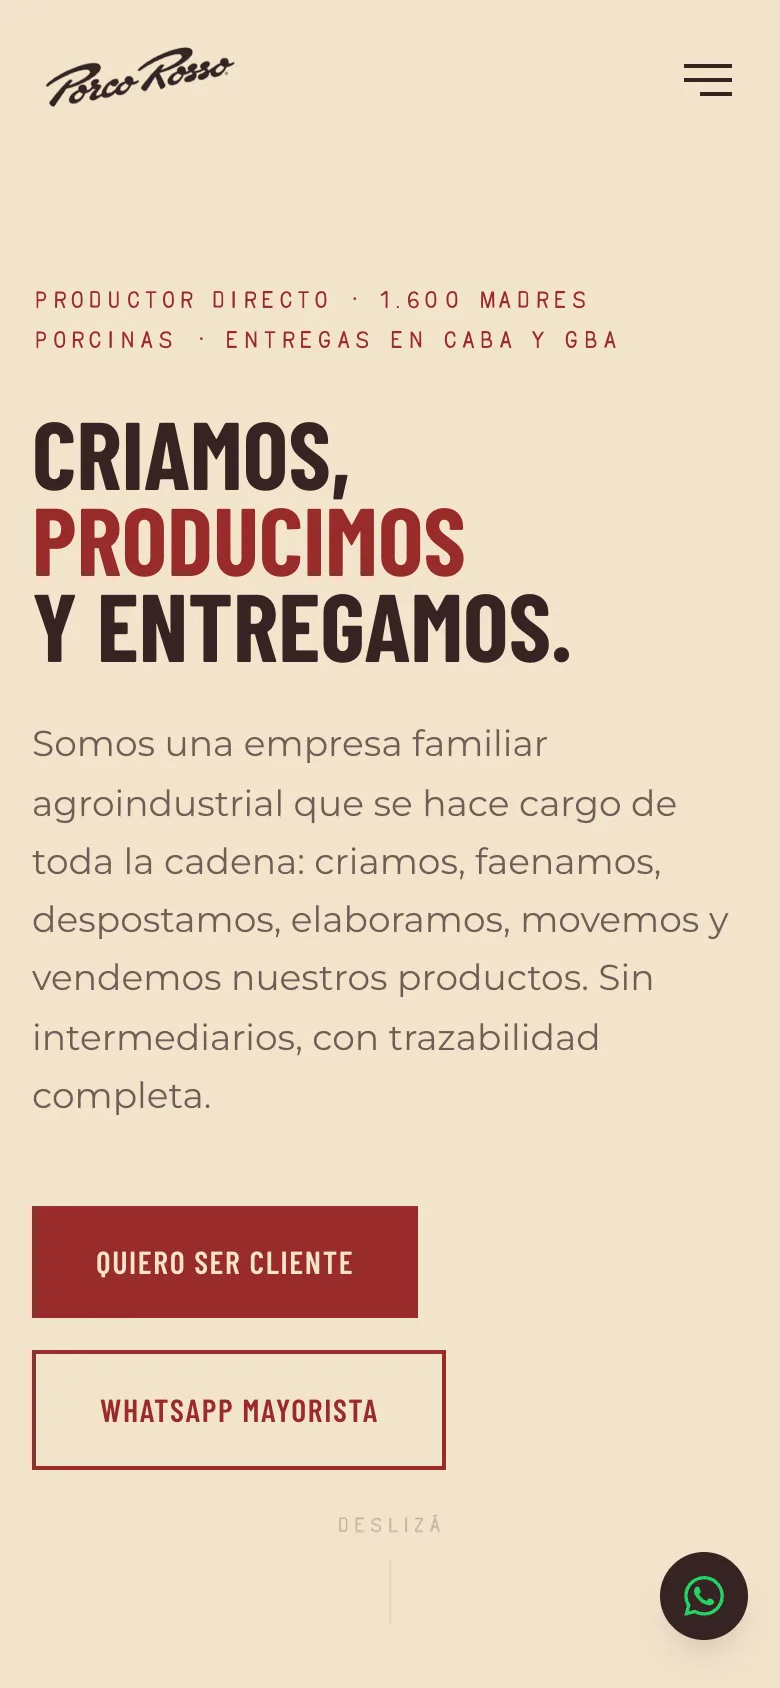 Porco Rosso
PRODUCTOR DIRECTO · 1.600 MADRES
PORCINAS · ENTREGAS EN CABA Y GBA
CRIAMOS,
PRODUCIMOS
Y ENTREGAMOS.
Somos una empresa familiar
agroindustrial que se hace cargo de
toda la cadena: criamos, faenamos,
despostamos, elaboramos, movemos y
vendemos nuestros productos. Sin
intermediarios, con trazabilidad
completa.
QUIERO SER CLIENTE
WHATSAPP MAYORISTA
DESLIZÁ